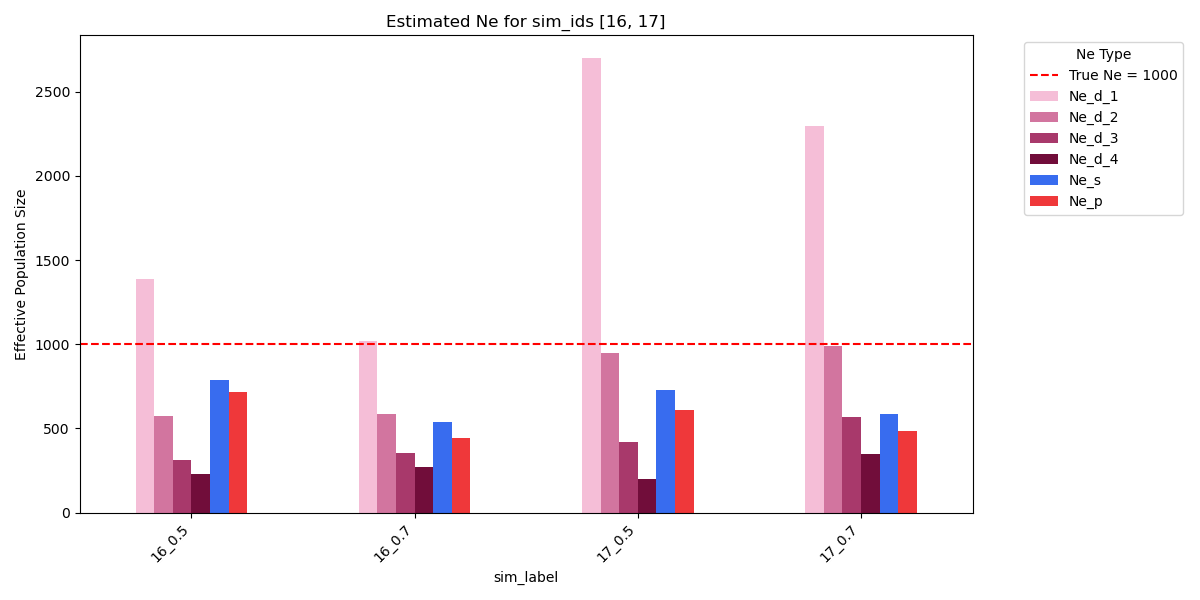 Estimated Ne for sim_ids [16, 17]
Effective Population Size
2500
2000
1500
1000
500
0
16_0.5
16_0.7
17_0.5
17_0.7
sim_label
Ne Type
True Ne = 1000
Ne_d_1
Ne_d_2
Ne_d_3
Ne_d_4
Ne_s
Ne_p